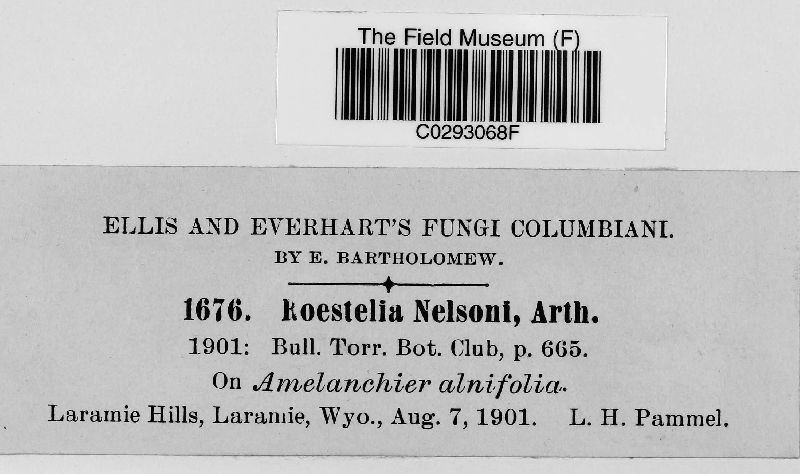 The Field Museum (F)
C0293068F
ELLIS AND EVERHART'S FUNGI COLUMBIANI.
BY E. BARTHOLOMEW.
1676. Roestelia Nelsoni, Arth.
1901: Bull. Torr. Bot. Club, p. 665.
On Amelanchier alnifolia.
Laramie Hills, Laramie, Wyo., Aug. 7, 1901. L. H. Pammel.